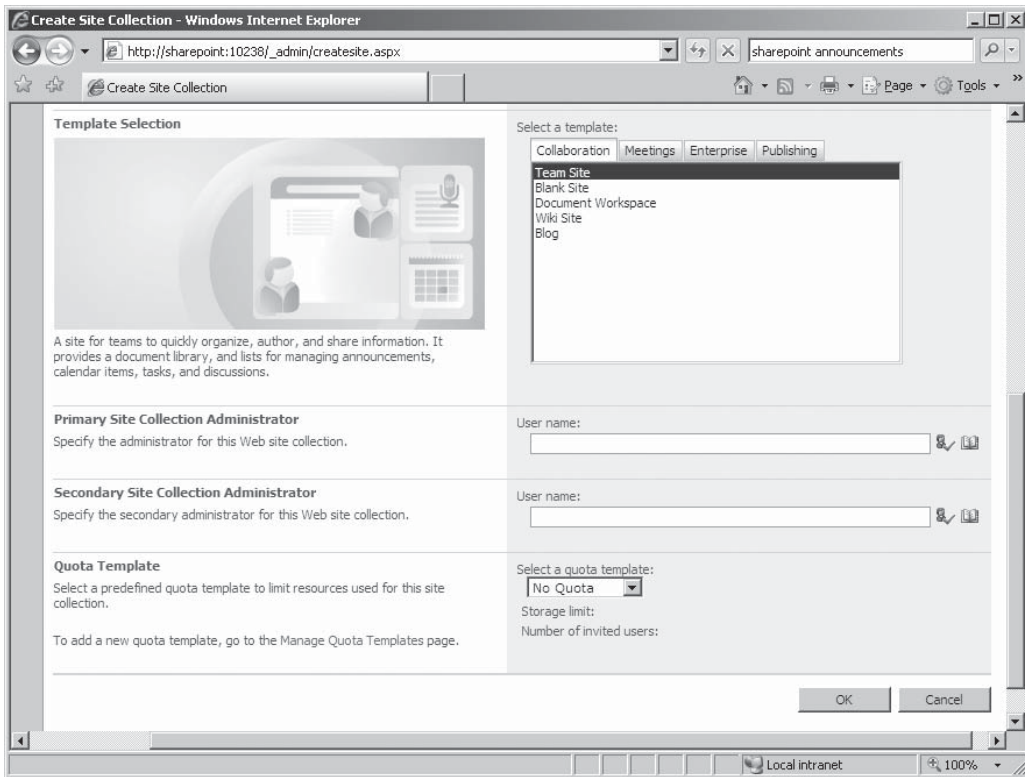 Create Site Collection - Windows Internet Explorer
http://sharepoint:10238/_admin/createsite.aspx
sharepoint announcements
Create Site Collection
Page
Tools
Template Selection
Select a template:
Collaboration Meetings Enterprise Publishing
Team Site
Blank Site
Document Workspace
Wiki Site
Blog
A site for teams to quickly organize, author, and share information. It
provides a document library, and lists for managing announcements,
calendar items, tasks, and discussions.
Primary Site Collection Administrator
Specify the administrator for this Web site collection.
User name:
Secondary Site Collection Administrator
Specify the secondary administrator for this Web site collection.
User name:
Quota Template
Select a predefined quota template to limit resources used for this site
collection.
To add a new quota template, go to the Manage Quota Templates page.
Select a quota template:
No Quota
Storage limit:
Number of invited users:
OK Cancel
Local intranet
100%